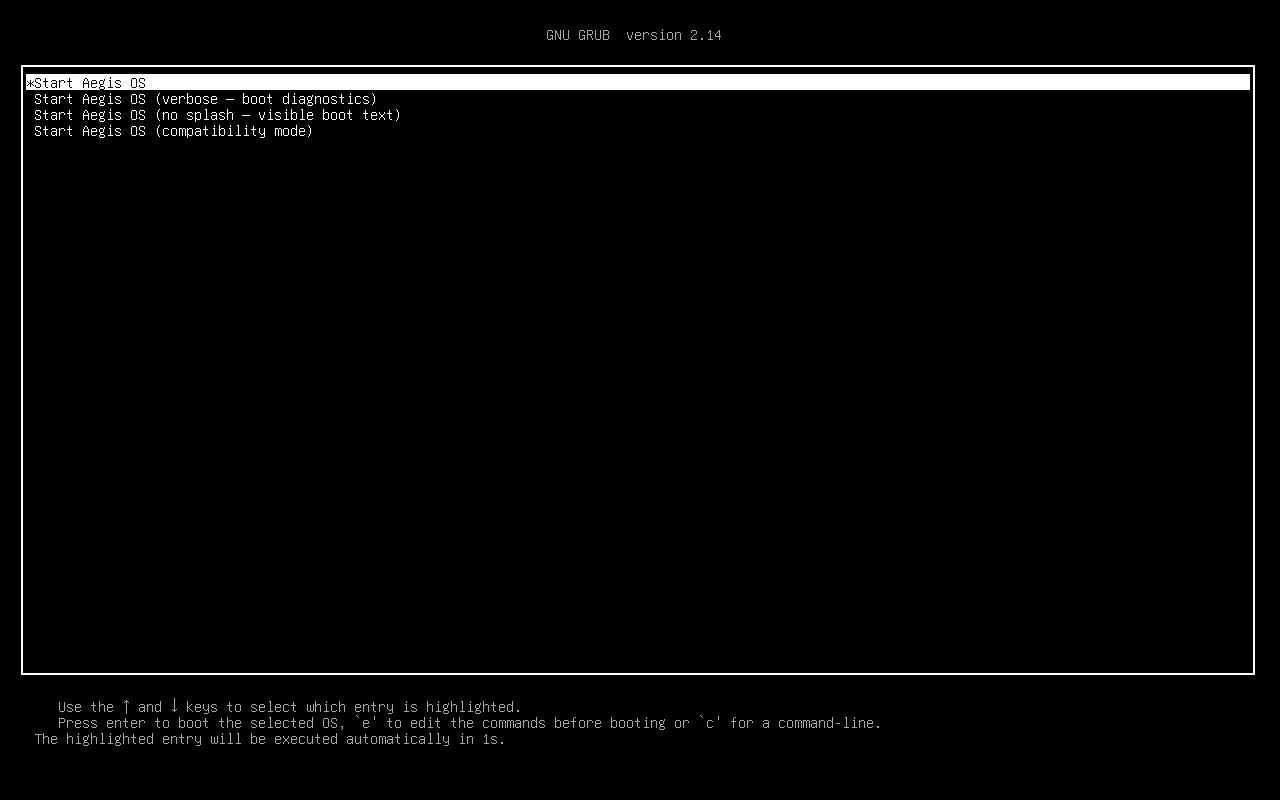 GNU GRUB  version 2.14
*Start Aegis OS
Start Aegis OS (verbose — boot diagnostics)
Start Aegis OS (no splash — visible boot text)
Start Aegis OS (compatibility mode)
Use the ↑ and ↓ keys to select which entry is highlighted.
Press enter to boot the selected OS, `e' to edit the commands before booting or `c' for a command-line.
The highlighted entry will be executed automatically in 1s.